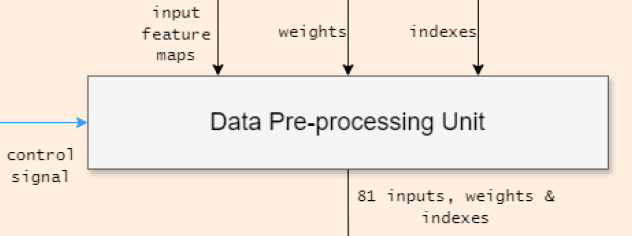 input
feature
maps
weights
indexes
Data Pre-processing Unit
control
signal
81 inputs, weights &
indexes